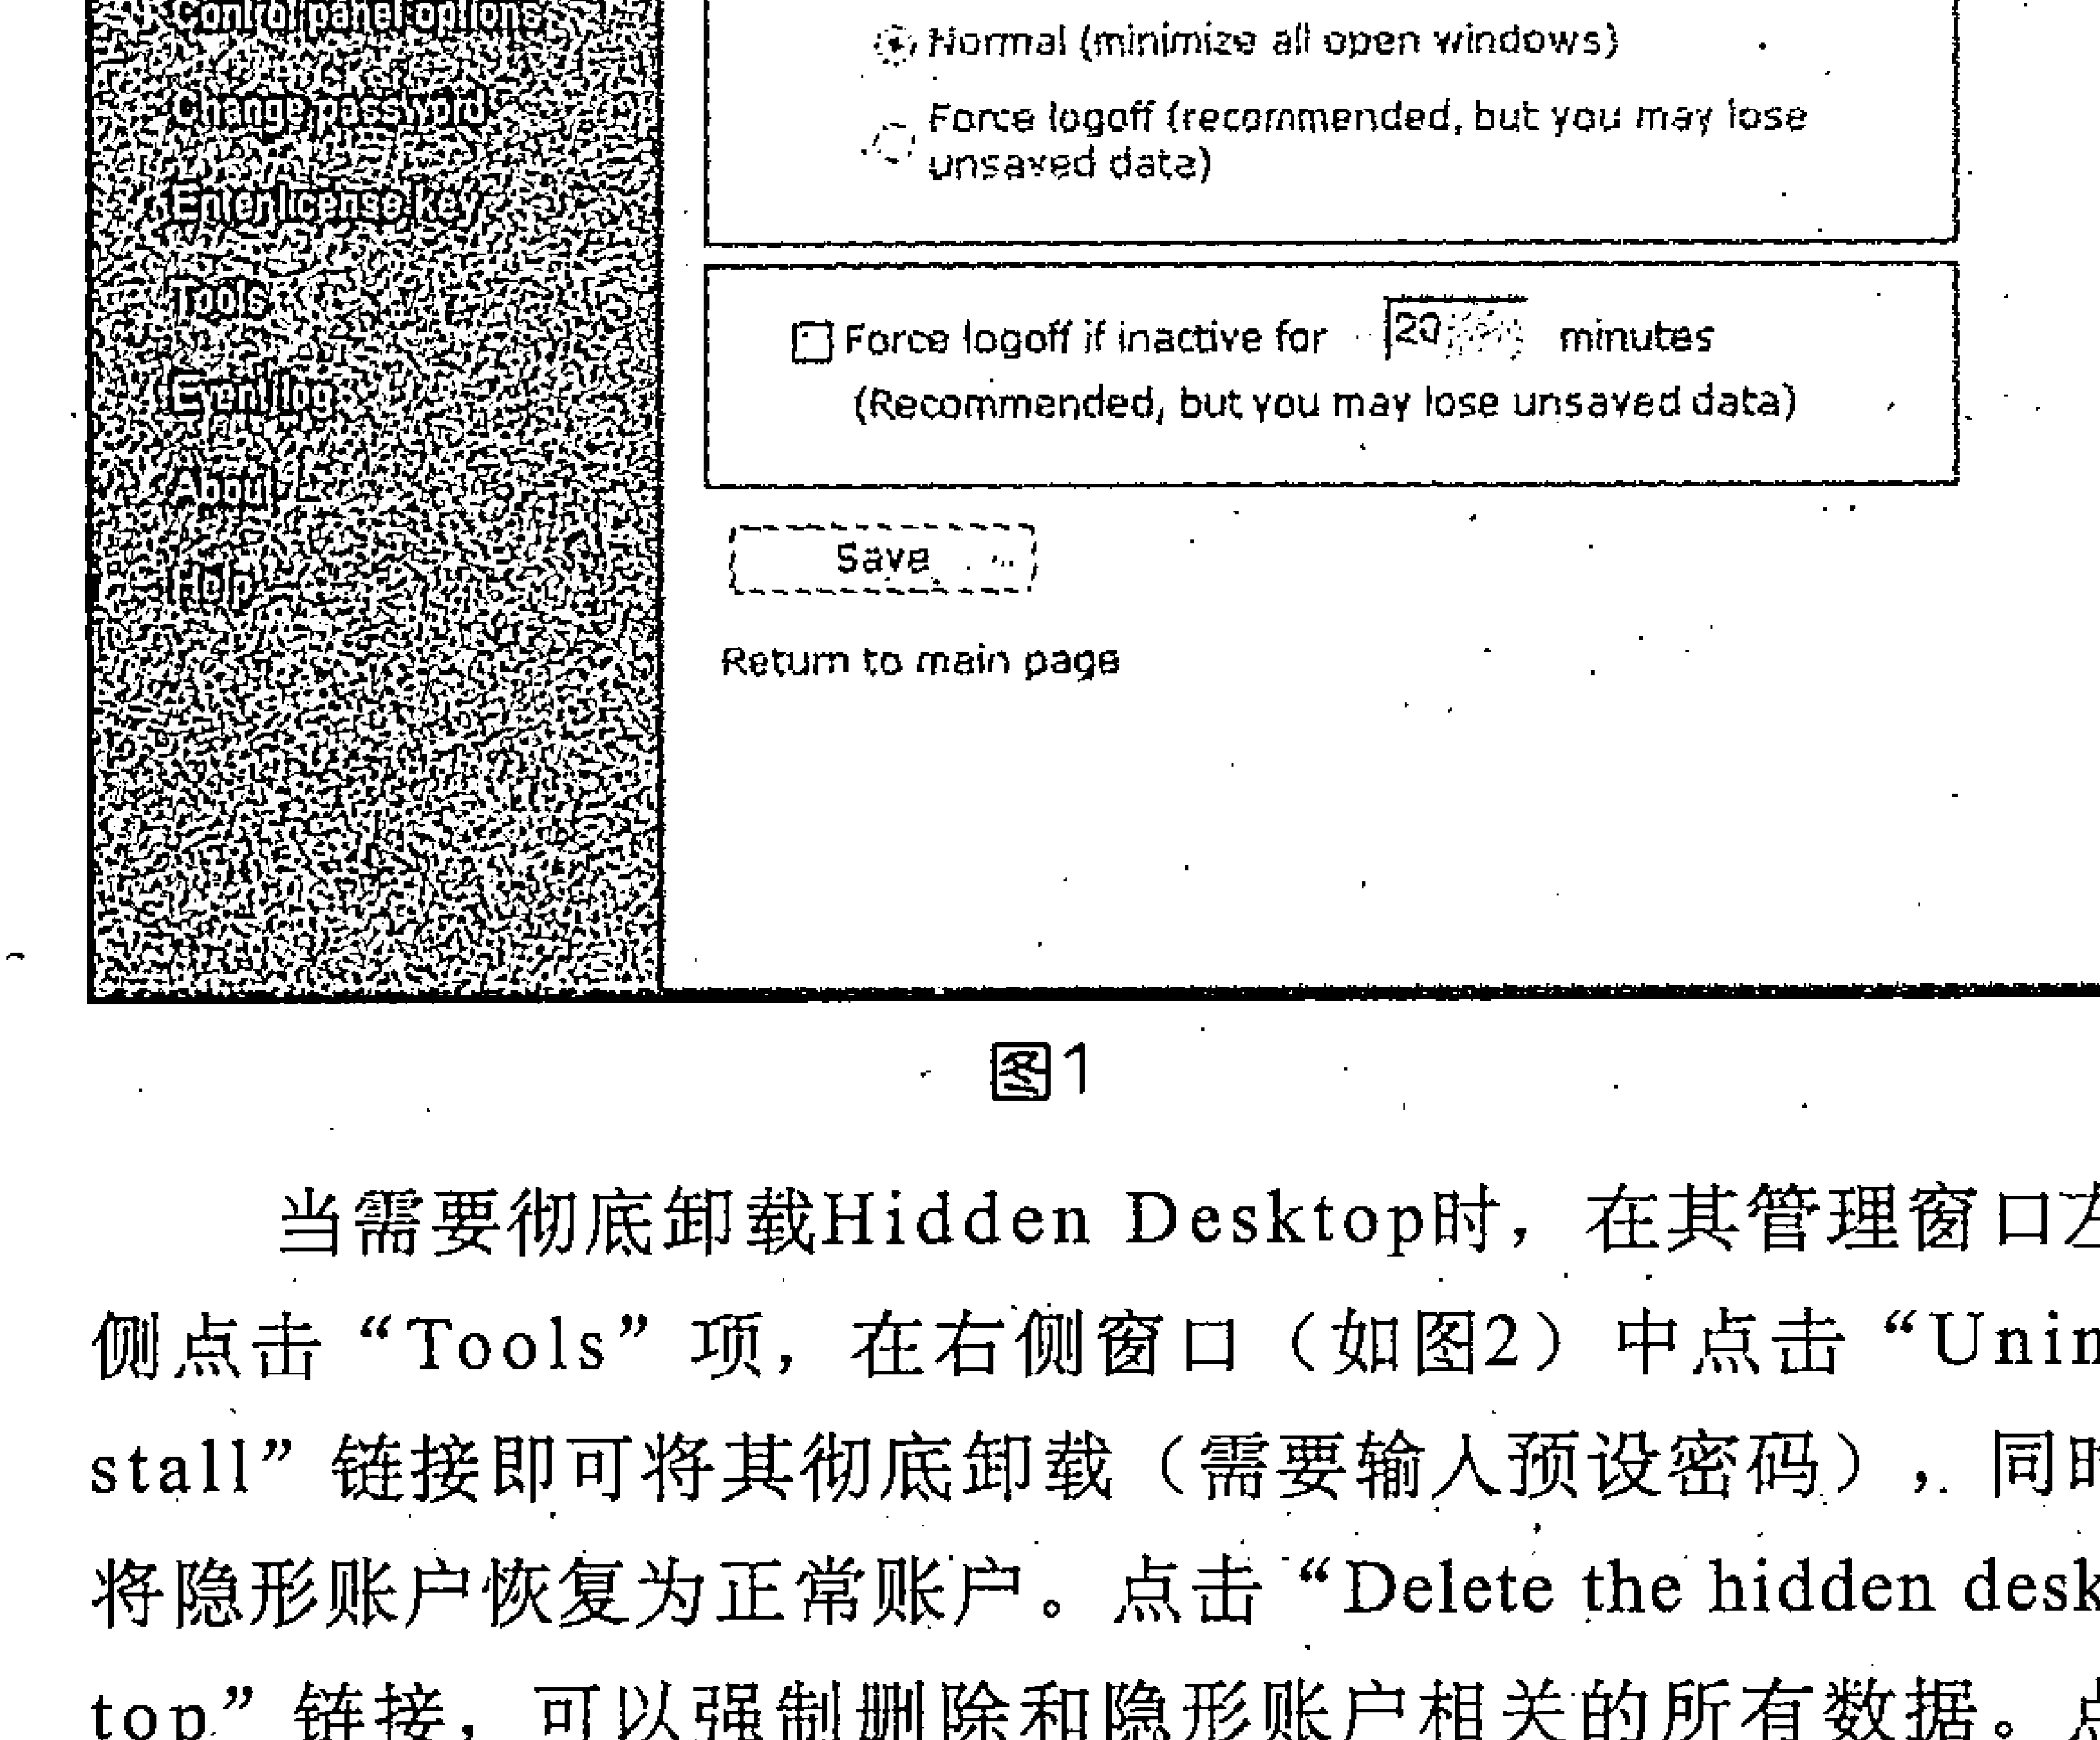 Control panel options
Change password
Enter license key
Tools
Event log
About
Help
Normal (minimize all open windows)
Force logoff (recommended, but you may lose
unsaved data)
Force logoff if inactive for 20 minutes
(Recommended, but you may lose unsaved data)
Save
Return to main page
图1
当需要彻底卸载Hidden Desktop时，在其管理窗口左
侧点击“Tools”项，在右侧窗口（如图2）中点击“Unin
stall”链接即可将其彻底卸载（需要输入预设密码），同时
将隐形账户恢复为正常账户。点击“Delete the hidden desk
top”链接，可以强制删除和隐形账户相关的所有数据。点